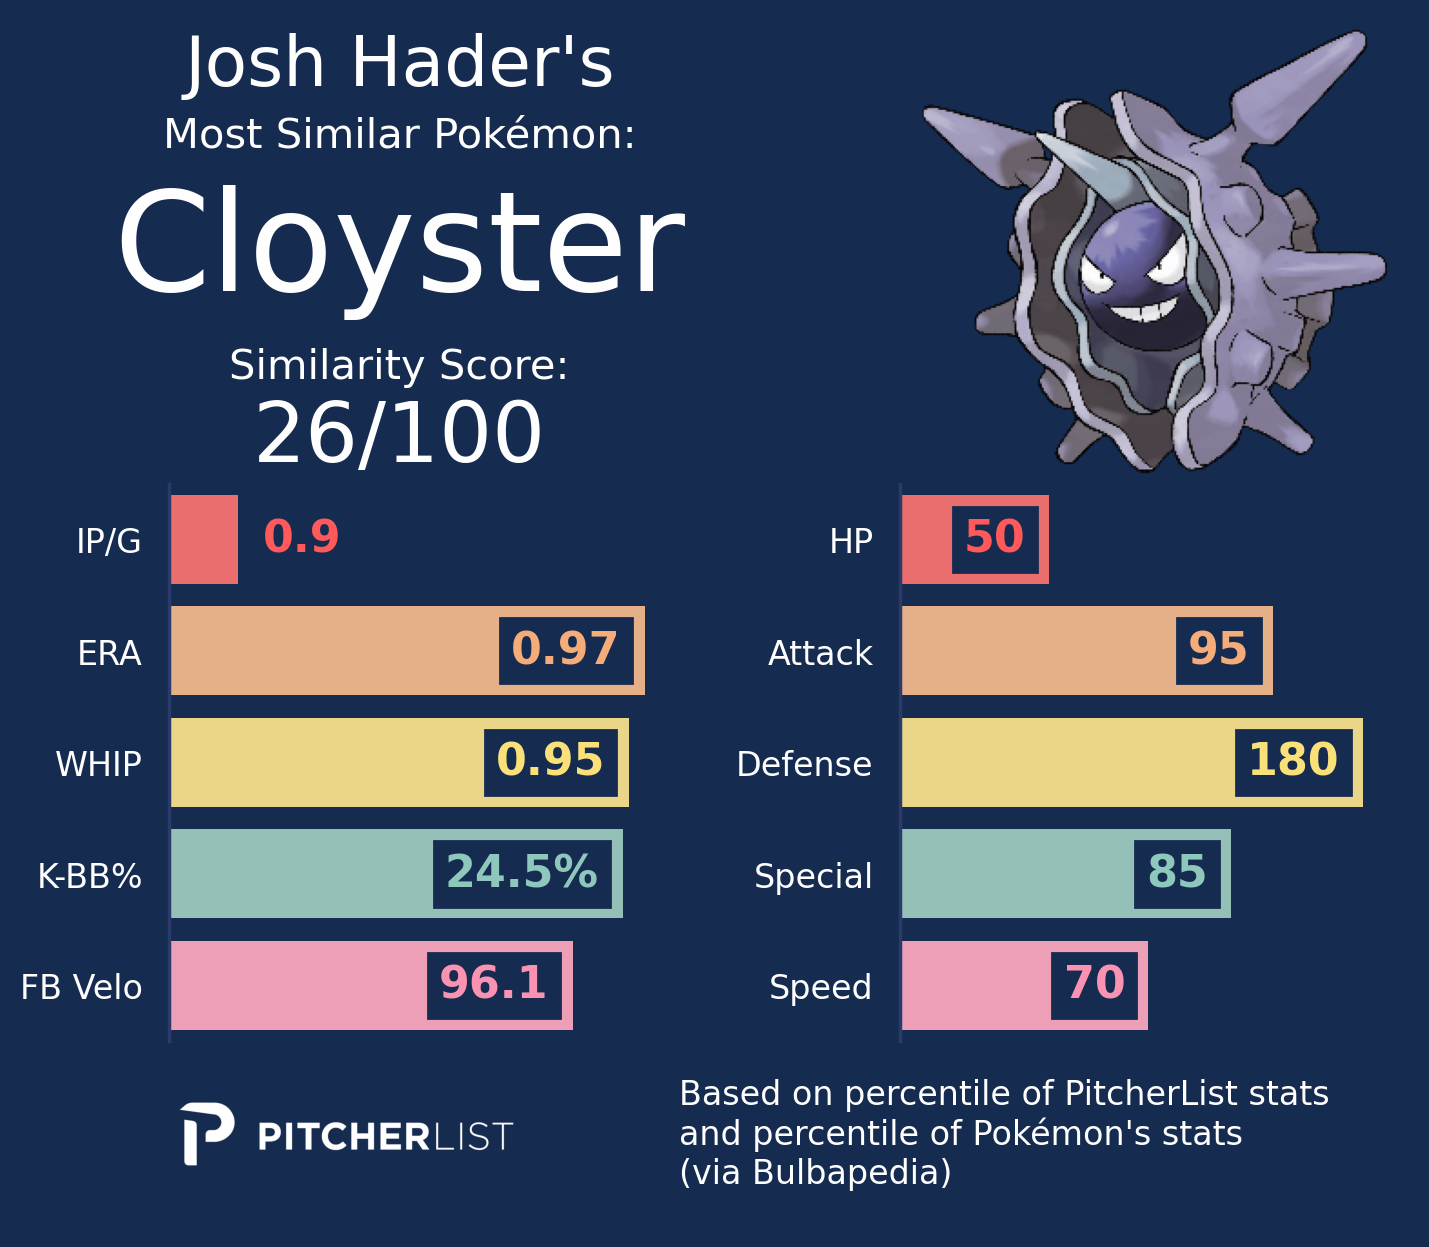 Josh Hader's
Most Similar Pokémon:
Cloyster
Similarity Score:
26/100
IP/G 0.9
ERA 0.97
WHIP 0.95
K-BB% 24.5%
FB Velo 96.1
HP 50
Attack 95
Defense 180
Special 85
Speed 70
PITCHERLIST
Based on percentile of PitcherList stats
and percentile of Pokémon's stats
(via Bulbapedia)